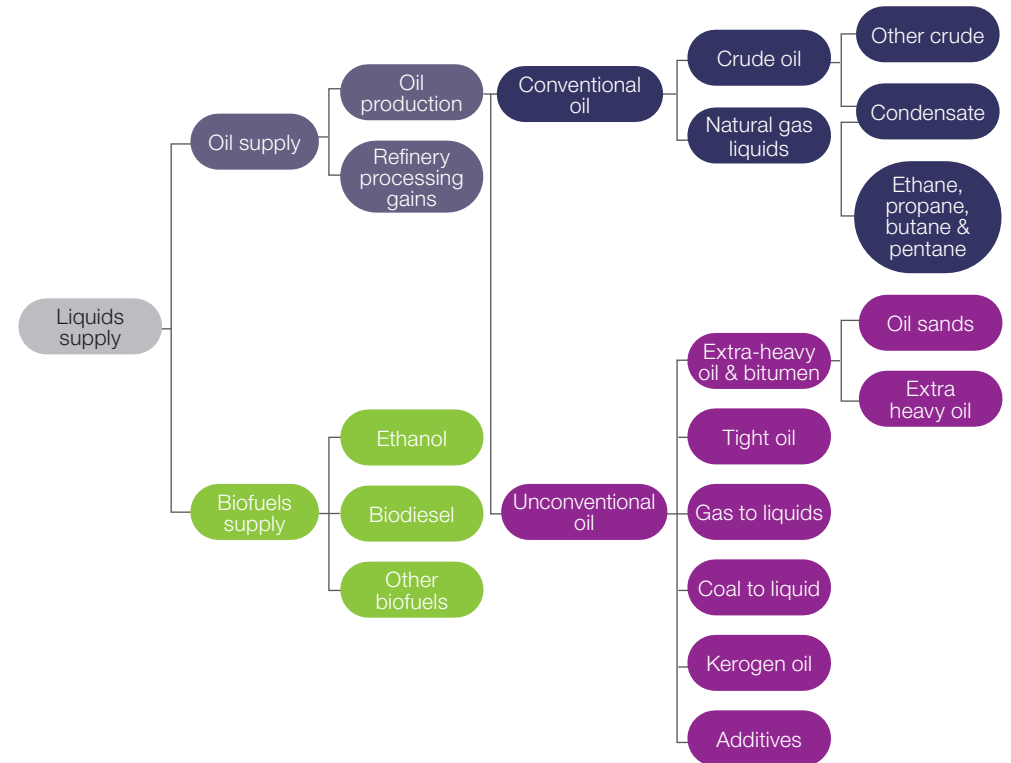 Liquids
supply
Oil supply
Oil
production
Refinery
processing
gains
Conventional
oil
Crude oil
Other crude
Condensate
Natural gas
liquids
Ethane,
propane,
butane &
pentane
Biofuels
supply
Ethanol
Biodiesel
Other
biofuels
Unconventional
oil
Extra-heavy
oil & bitumen
Oil sands
Extra
heavy oil
Tight oil
Gas to liquids
Coal to liquid
Kerogen oil
Additives